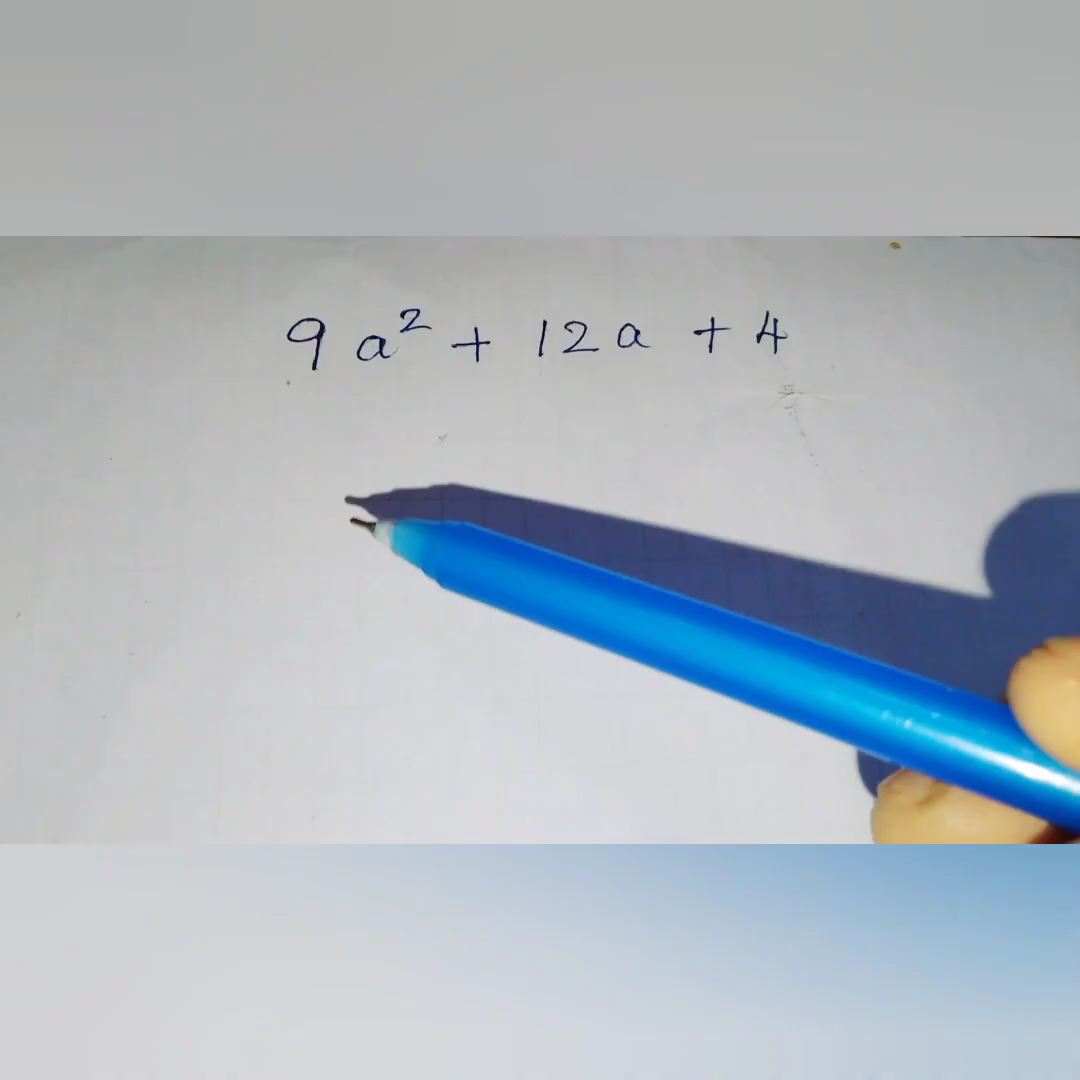 9a² + 12a + 4